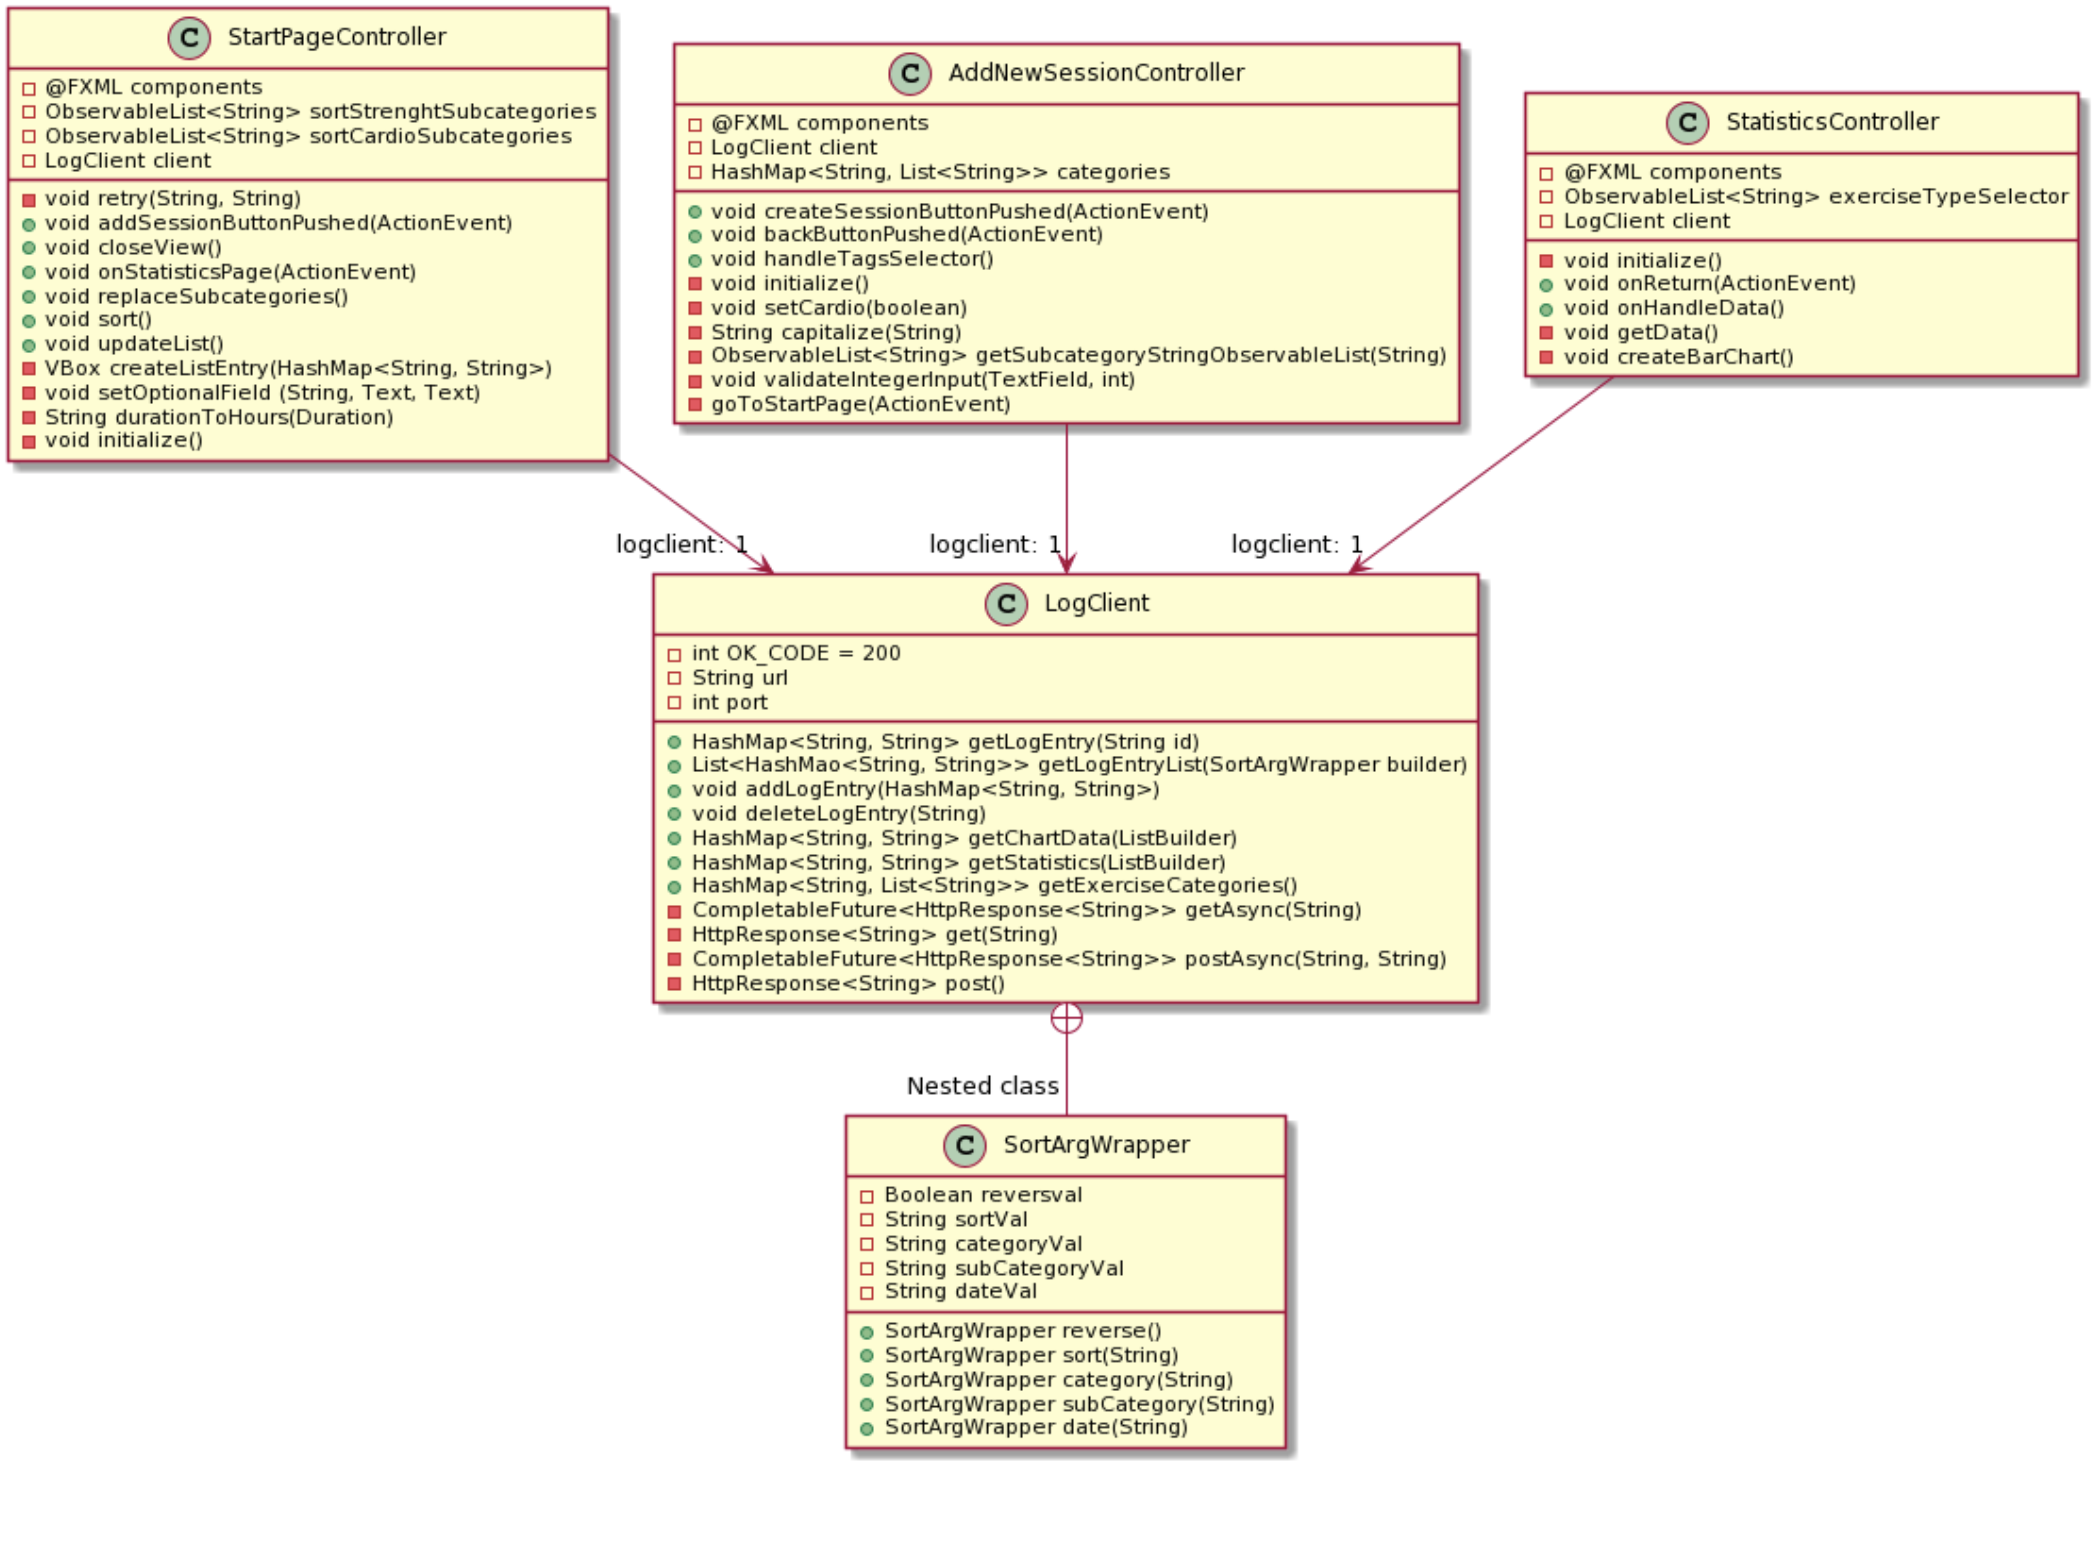 C StartPageController
@FXML components
ObservableList<String> sortStrenghtSubcategories
ObservableList<String> sortCardioSubcategories
LogClient client
void retry(String, String)
void addSessionButtonPushed(ActionEvent)
void closeView()
void onStatisticsPage(ActionEvent)
void replaceSubcategories()
void sort()
void updateList()
VBox createListEntry(HashMap<String, String>)
void setOptionalField (String, Text, Text)
String durationToHours(Duration)
void initialize()
C AddNewSessionController
@FXML components
LogClient client
HashMap<String, List<String>> categories
void createSessionButtonPushed(ActionEvent)
void backButtonPushed(ActionEvent)
void handleTagsSelector()
void initialize()
void setCardio(boolean)
String capitalize(String)
ObservableList<String> getSubcategoryStringObservableList(String)
void validateIntegerInput(TextField, int)
goToStartPage(ActionEvent)
C StatisticsController
@FXML components
ObservableList<String> exerciseTypeSelector
LogClient client
void initialize()
void onReturn(ActionEvent)
void onHandleData()
void getData()
void createBarChart()
logclient: 1
logclient: 1
logclient: 1
C LogClient
int OK_CODE = 200
String url
int port
HashMap<String, String> getLogEntry(String id)
List<HashMao<String, String>> getLogEntryList(SortArgWrapper builder)
void addLogEntry(HashMap<String, String>)
void deleteLogEntry(String)
HashMap<String, String> getChartData(ListBuilder)
HashMap<String, String> getStatistics(ListBuilder)
HashMap<String, List<String>> getExerciseCategories()
CompletableFuture<HttpResponse<String>> getAsync(String)
HttpResponse<String> get(String)
CompletableFuture<HttpResponse<String>> postAsync(String, String)
HttpResponse<String> post()
Nested class
C SortArgWrapper
Boolean reversval
String sortVal
String categoryVal
String subCategoryVal
String dateVal
SortArgWrapper reverse()
SortArgWrapper sort(String)
SortArgWrapper category(String)
SortArgWrapper subCategory(String)
SortArgWrapper date(String)